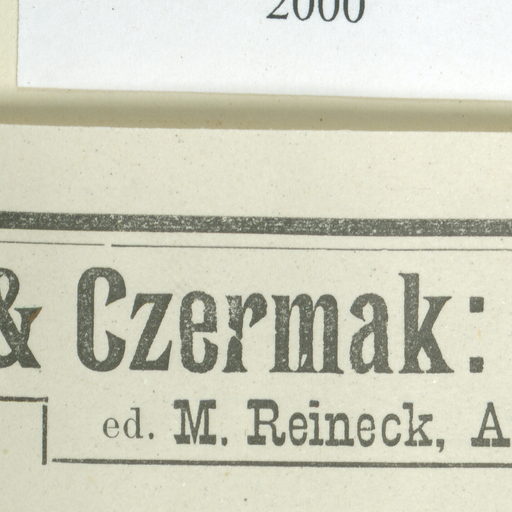 2000
& Czermak:
ed. M. Reineck, A